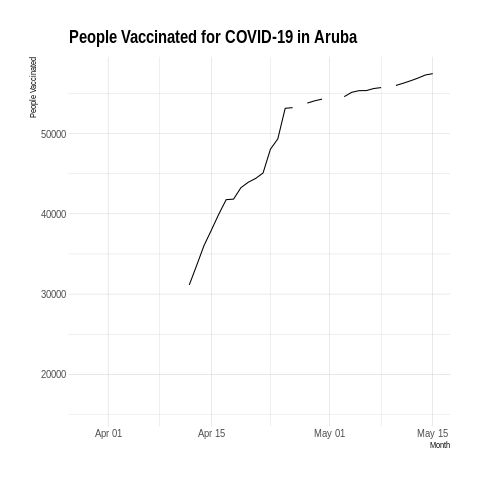 People Vaccinated for COVID-19 in Aruba
People Vaccinated
50000
40000
30000
20000
Apr 01
Apr 15
May 01
May 15
Month